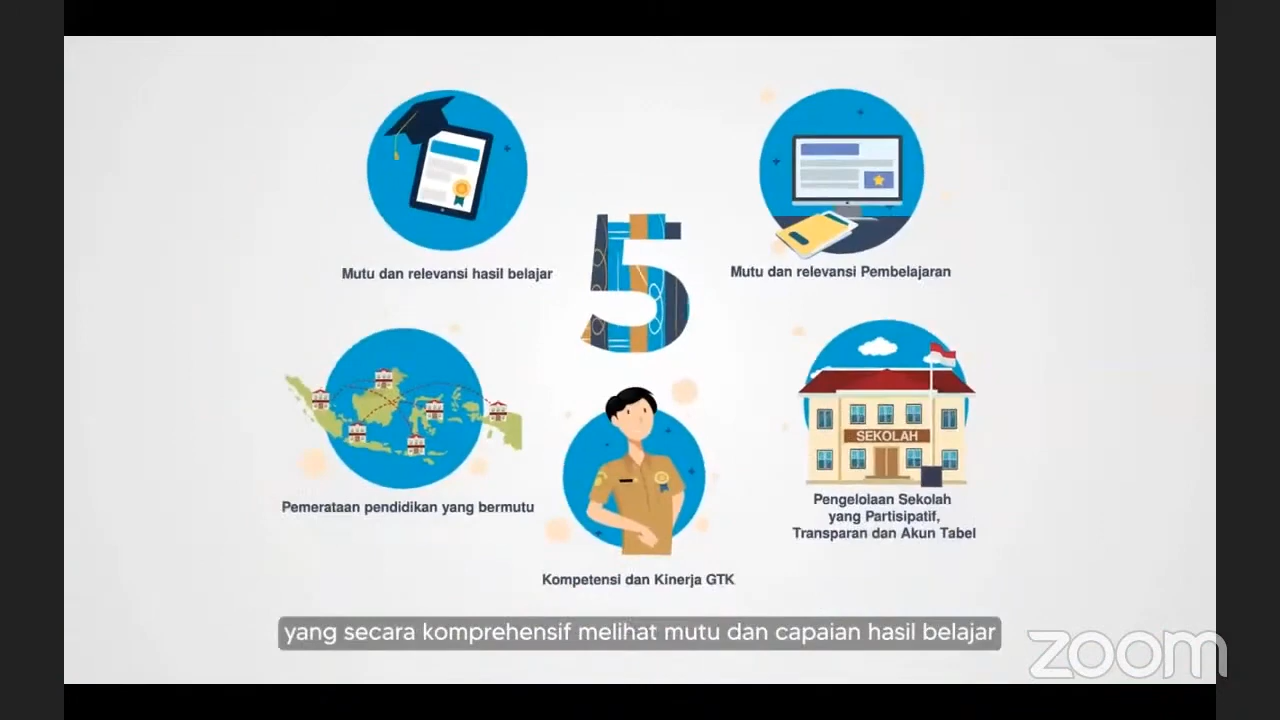 Mutu dan relevansi hasil belajar
5
Mutu dan relevansi Pembelajaran
Pemerataan pendidikan yang bermutu
SEKOLAH
Pengelolaan Sekolah
yang Partisipatif,
Transparan dan Akun Tabel
Kompetensi dan Kinerja GTK
yang secara komprehensif melihat mutu dan capaian hasil belajar
zoom